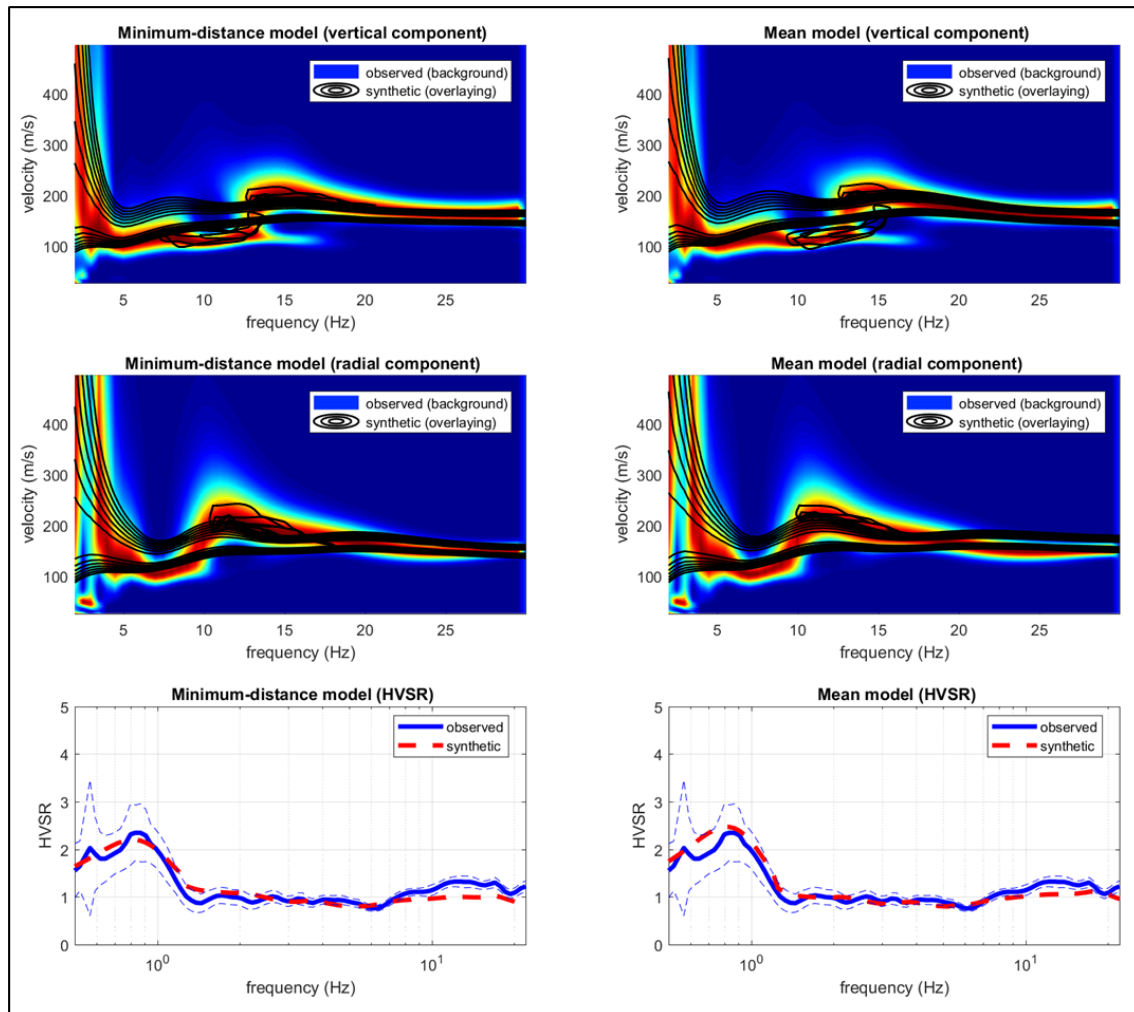 Minimum-distance model (vertical component)
observed (background)
synthetic (overlaying)
velocity (m/s)
400
300
200
100
5
10
15
20
25
frequency (Hz)
Mean model (vertical component)
observed (background)
synthetic (overlaying)
velocity (m/s)
400
300
200
100
5
10
15
20
25
frequency (Hz)
Minimum-distance model (radial component)
observed (background)
synthetic (overlaying)
velocity (m/s)
400
300
200
100
5
10
15
20
25
frequency (Hz)
Mean model (radial component)
observed (background)
synthetic (overlaying)
velocity (m/s)
400
300
200
100
5
10
15
20
25
frequency (Hz)
Minimum-distance model (HVSR)
observed
synthetic
HVSR
5
4
3
2
1
0
10⁰
10¹
frequency (Hz)
Mean model (HVSR)
observed
synthetic
HVSR
5
4
3
2
1
0
10⁰
10¹
frequency (Hz)